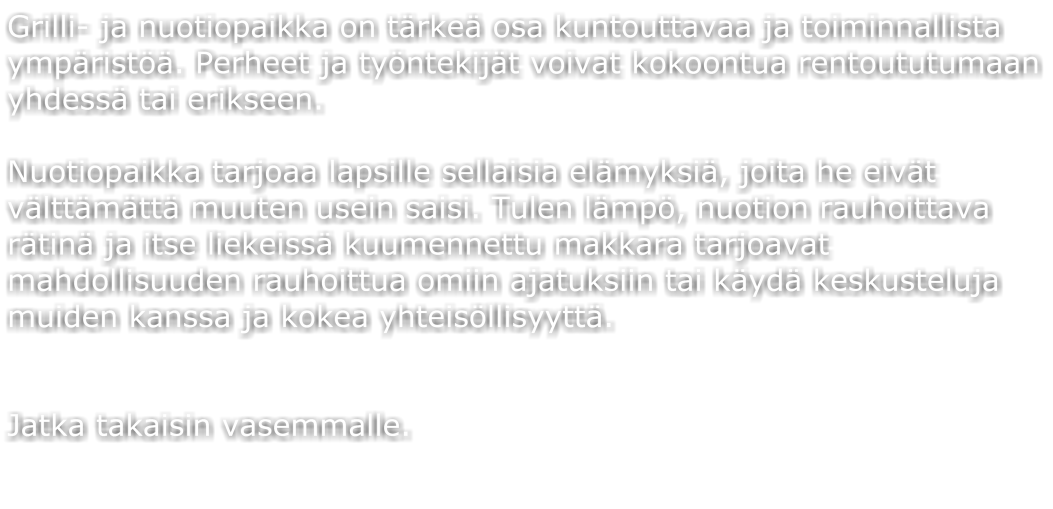 Grilli- ja nuotiopaikka on tärkeä osa kuntouttavaa ja toiminnallista
ympäristöä. Perheet ja työntekijät voivat kokoontua rentoututumaan
yhdessä tai erikseen.
Nuotiopaikka tarjoaa lapsille sellaisia elämyksiä, joita he eivät
välttämättä muuten usein saisi. Tulen lämpö, nuotion rauhoittava
rätinä ja itse liekeissä kuumennettu makkara tarjoavat
mahdollisuuden rauhoittua omiin ajatuksiin tai käydä keskusteluja
muiden kanssa ja kokea yhteisöllisyyttä.
Jatka takaisin vasemmalle.